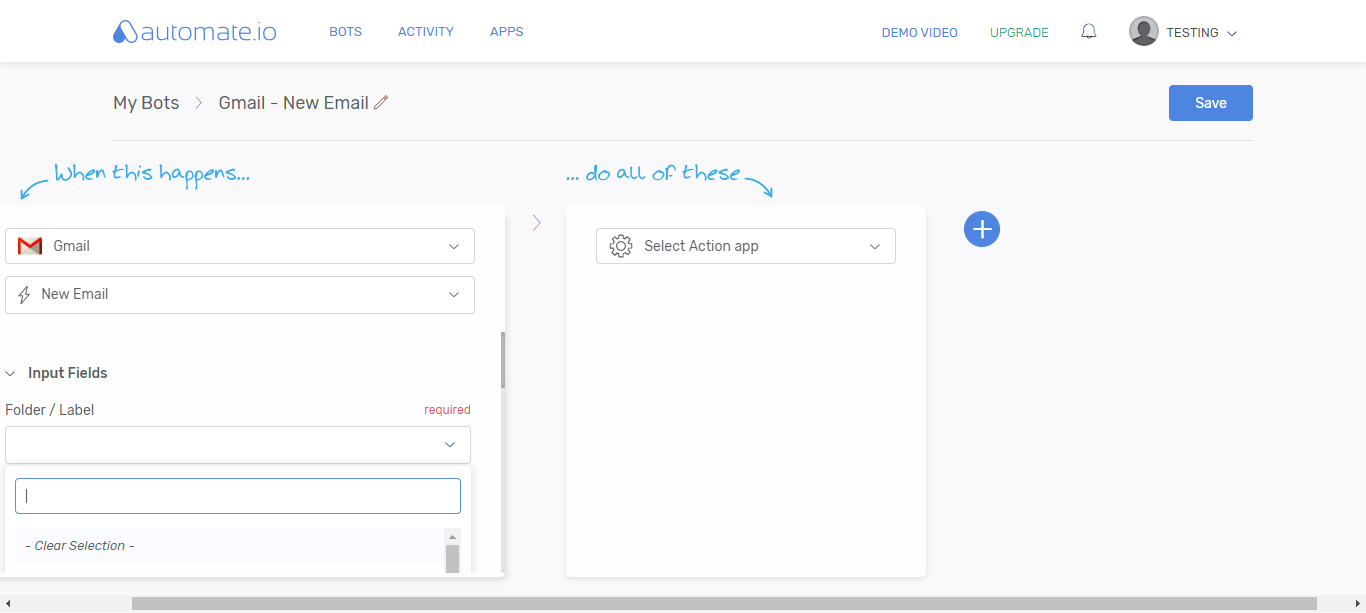 automate.io BOTS ACTIVITY APPS DEMO VIDEO UPGRADE TESTING
My Bots > Gmail - New Email Save
When this happens... ... do all of these
Gmail Select Action app
New Email
Input Fields
Folder / Label required
- Clear Selection -